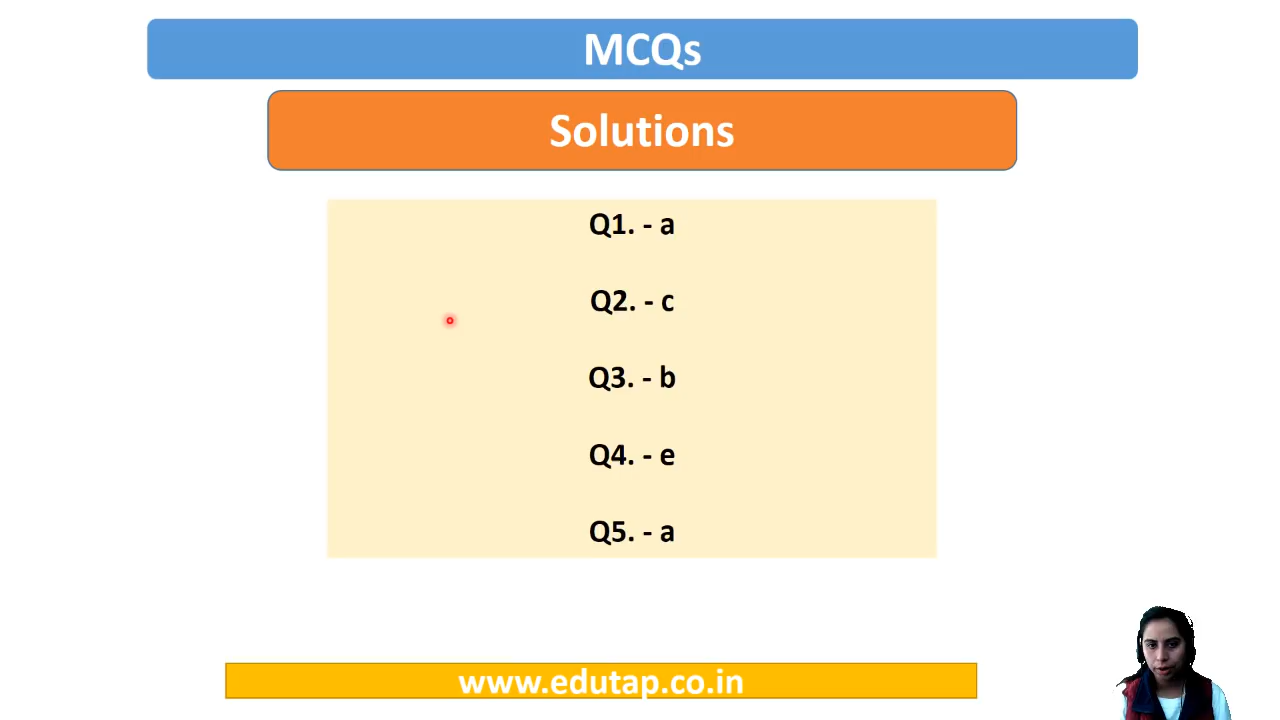 MCQs
Solutions
Q1. - a
Q2. - c
Q3. - b
Q4. - e
Q5. - a
www.edutap.co.in